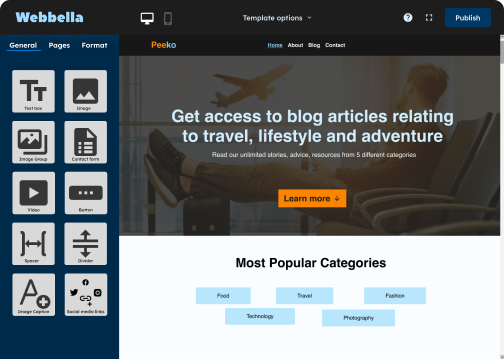 Webbella
Template options
Publish
General Pages Format
Text box
Image
Image Group
Contact form
Video
Button
Spacer
Divider
Image Caption
Social media links
Peeko
Home About Blog Contact
Get access to blog articles relating
to travel, lifestyle and adventure
Read our unlimited stories, advice, resources from 5 different categories
Learn more
Most Popular Categories
Food
Travel
Fashion
Technology
Photography